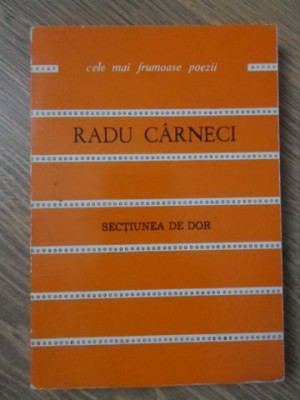 cele mai frumoase poezii
RADU CÂRNECI
SECȚIUNEA DE DOR